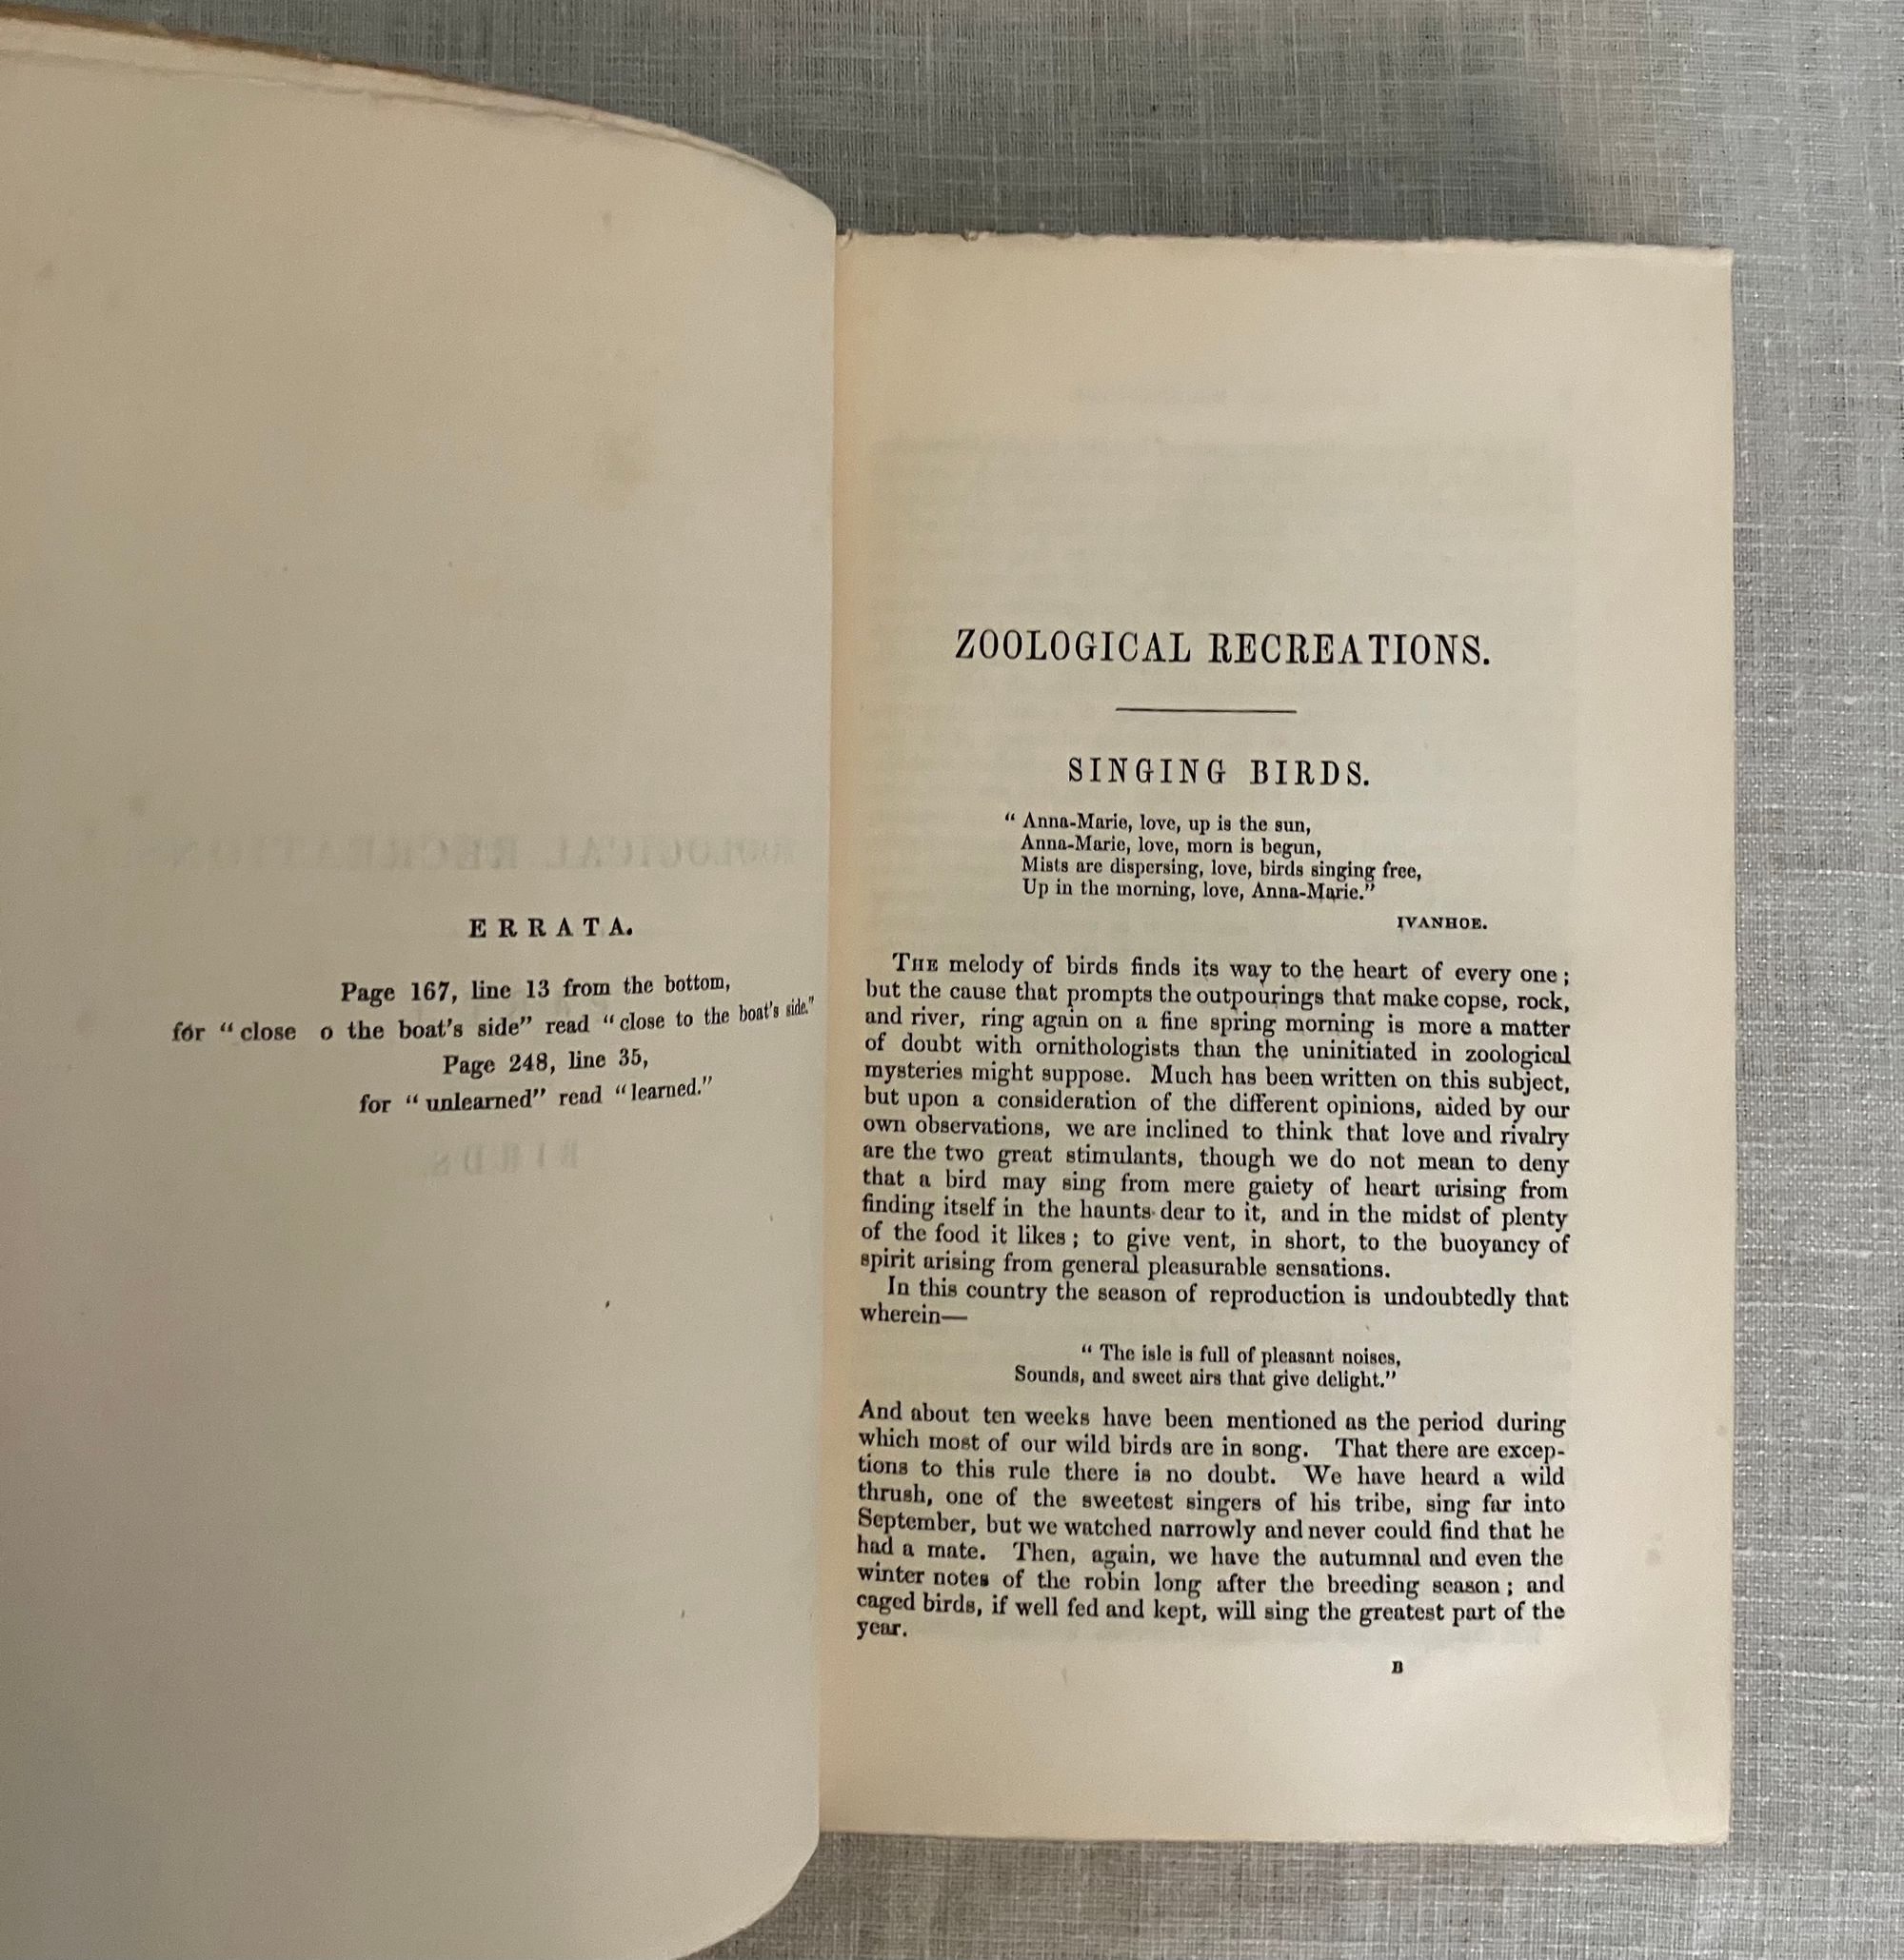 ERRATA.
Page 167, line 13 from the bottom,
for “close o the boat's side” read “close to the boat's side.”
Page 248, line 35,
for “unlearned” read “learned.”
BIRDS
ZOOLOGICAL RECREATIONS.
SINGING BIRDS.
“Anna-Marie, love, up is the sun,
Anna-Marie, love, morn is begun,
Mists are dispersing, love, birds singing free,
Up in the morning, love, Anna-Marie.”
IVANHOE.
THE melody of birds finds its way to the heart of every one;
but the cause that prompts the outpourings that make copse, rock,
and river, ring again on a fine spring morning is more a matter
of doubt with ornithologists than the uninitiated in zoological
mysteries might suppose. Much has been written on this subject,
but upon a consideration of the different opinions, aided by our
own observations, we are inclined to think that love and rivalry
are the two great stimulants, though we do not mean to deny
that a bird may sing from mere gaiety of heart arising from
finding itself in the haunts dear to it, and in the midst of plenty
of the food it likes; to give vent, in short, to the buoyancy of
spirit arising from general pleasurable sensations.
In this country the season of reproduction is undoubtedly that
wherein—
“The isle is full of pleasant noises,
Sounds, and sweet airs that give delight.”
And about ten weeks have been mentioned as the period during
which most of our wild birds are in song. That there are excep-
tions to this rule there is no doubt. We have heard a wild
thrush, one of the sweetest singers of his tribe, sing far into
September, but we watched narrowly and never could find that he
had a mate. Then, again, we have the autumnal and even the
winter notes of the robin long after the breeding season; and
caged birds, if well fed and kept, will sing the greatest part of the
year.
B